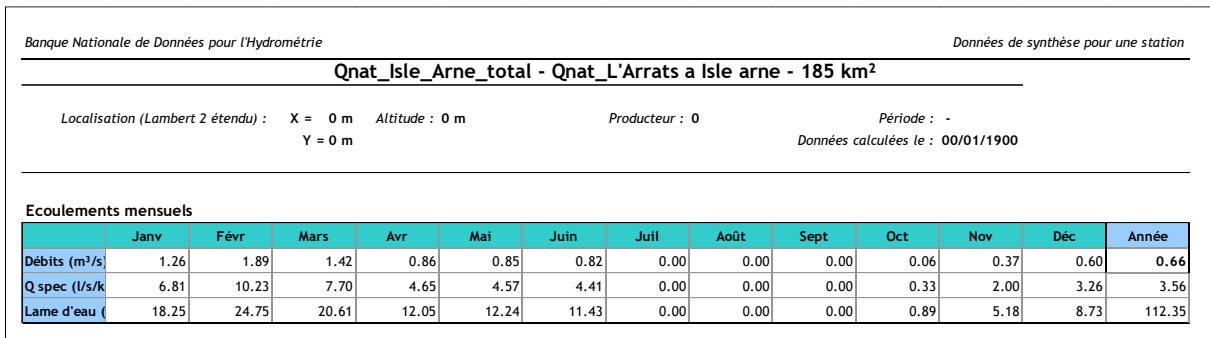 Banque Nationale de Données pour l'Hydrométrie Données de synthèse pour une station
Qnat_Isle_Arne_total - Qnat_L'Arrats a Isle arne - 185 km²
Localisation (Lambert 2 étendu) : X = 0 m Altitude : 0 m Producteur : 0 Période : -
Y = 0 m Données calculées le : 00/01/1900
Ecoulements mensuels
Janv Févr Mars Avr Mai Juin Juil Août Sept Oct Nov Déc Année
Débits (m³/s) 1.26 1.89 1.42 0.86 0.85 0.82 0.00 0.00 0.00 0.06 0.37 0.60 0.66
Q spec (l/s/k 6.81 10.23 7.70 4.65 4.57 4.41 0.00 0.00 0.00 0.33 2.00 3.26 3.56
Lame d'eau ( 18.25 24.75 20.61 12.05 12.24 11.43 0.00 0.00 0.00 0.89 5.18 8.73 112.35